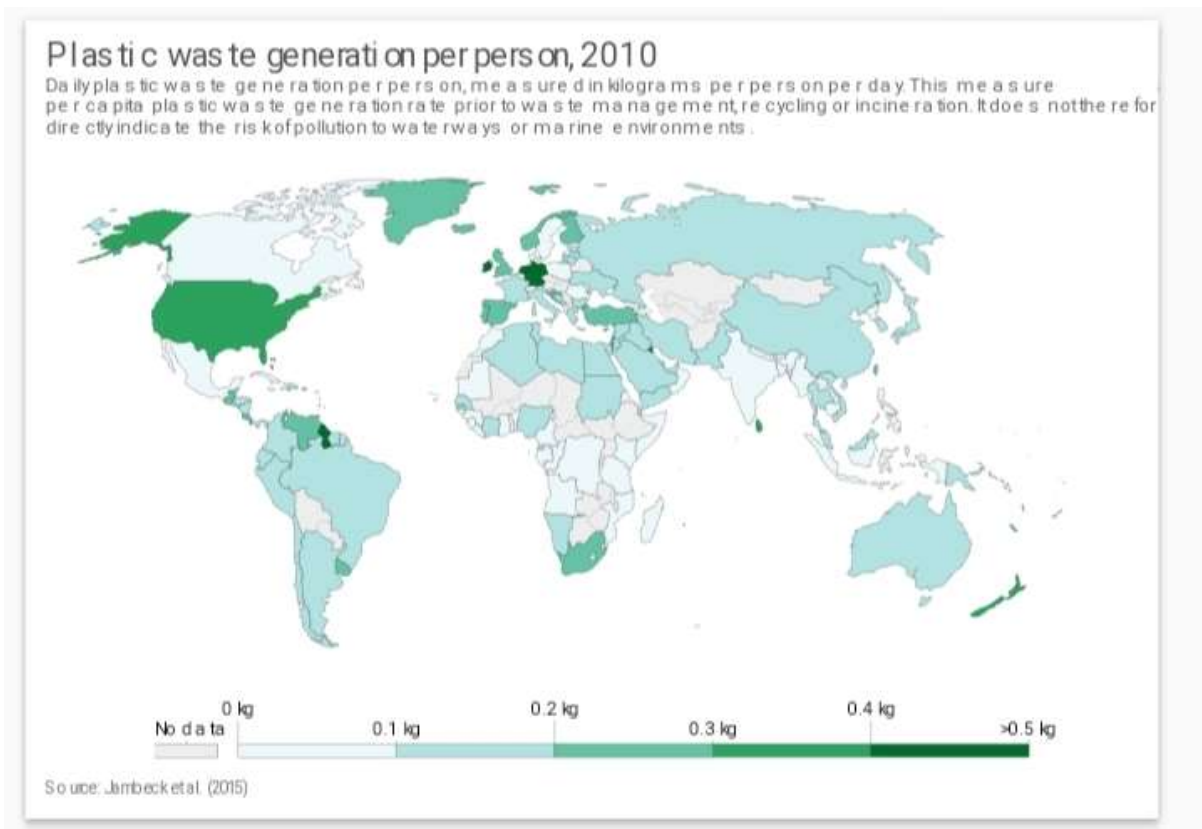 Plastic waste generation per person, 2010
Daily plastic waste generation per person, measured in kilograms per person per day. This measure
per capita plastic waste generation rate prior to waste management, recycling or incineration. It does not therefor
directly indicate the risk of pollution to waterways or marine environments.
0 kg 0.2 kg 0.4 kg
No data 0.1 kg 0.3 kg >0.5 kg
Source: Jambeck et al. (2015)